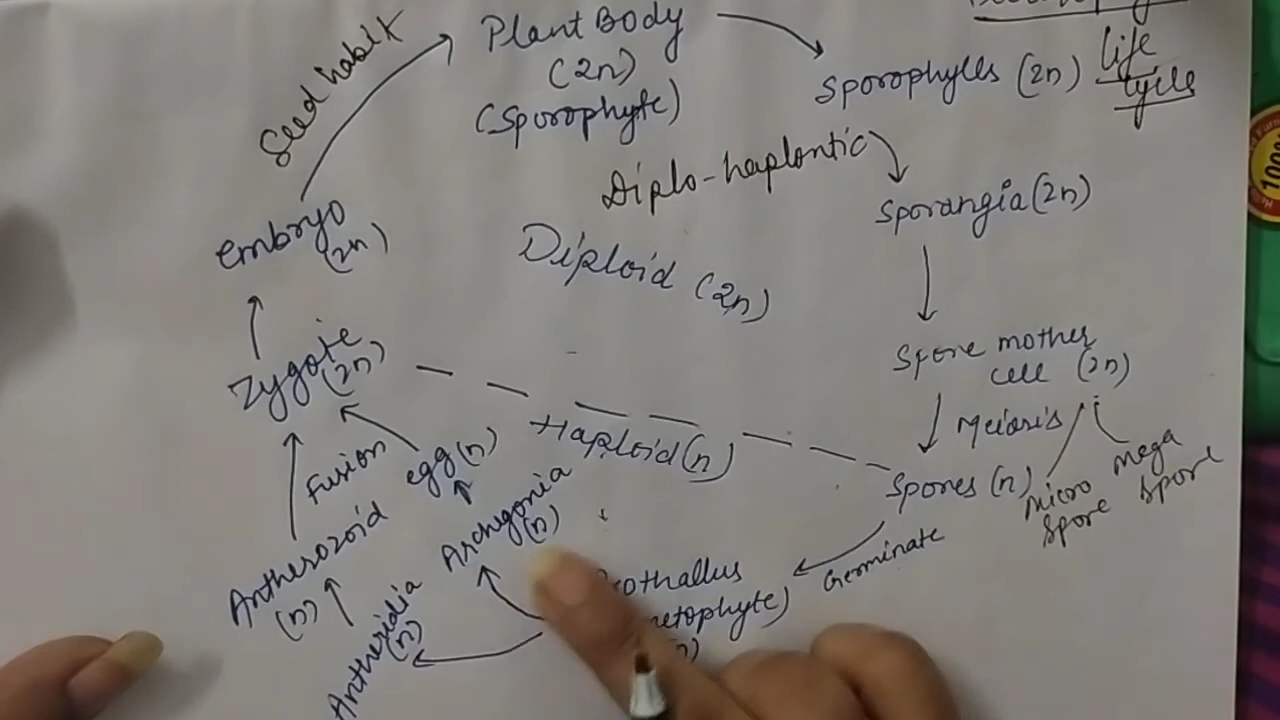 Seed habit
Plant Body
(2n)
(Sporophyte)
Sporophylls (2n)
life
cycle
Diplo-haplontic
Sporangia (2n)
embryo
(2n)
Diploid (2n)
Spore mother
cell (2n)
Zygote
(2n)
Meiosis
Haploid (n)
Fusion
egg (n)
Spores (n)
micro
spore
mega
spore
Antherozoid
(n)
Archegonia
(n)
Germinate
Antheridia
(n)
100%